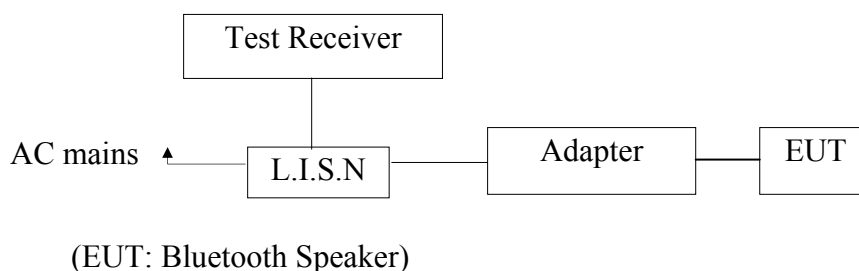 Test Receiver
AC mains
L.I.S.N
Adapter
EUT
(EUT: Bluetooth Speaker)